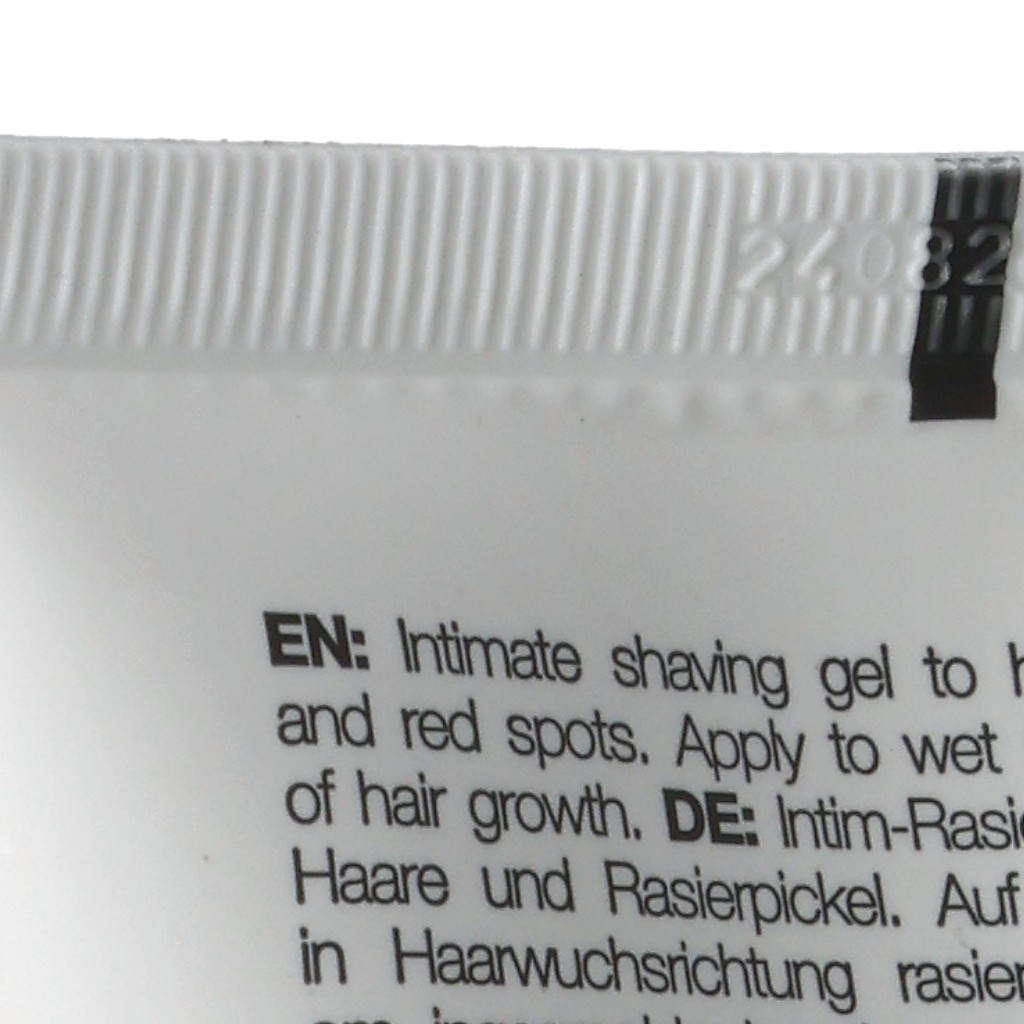 24082
EN: Intimate shaving gel to
and red spots. Apply to wet
of hair growth. DE: Intim-Rasie
Haare und Rasierpickel. Auf
in Haarwuchsrichtung rasier